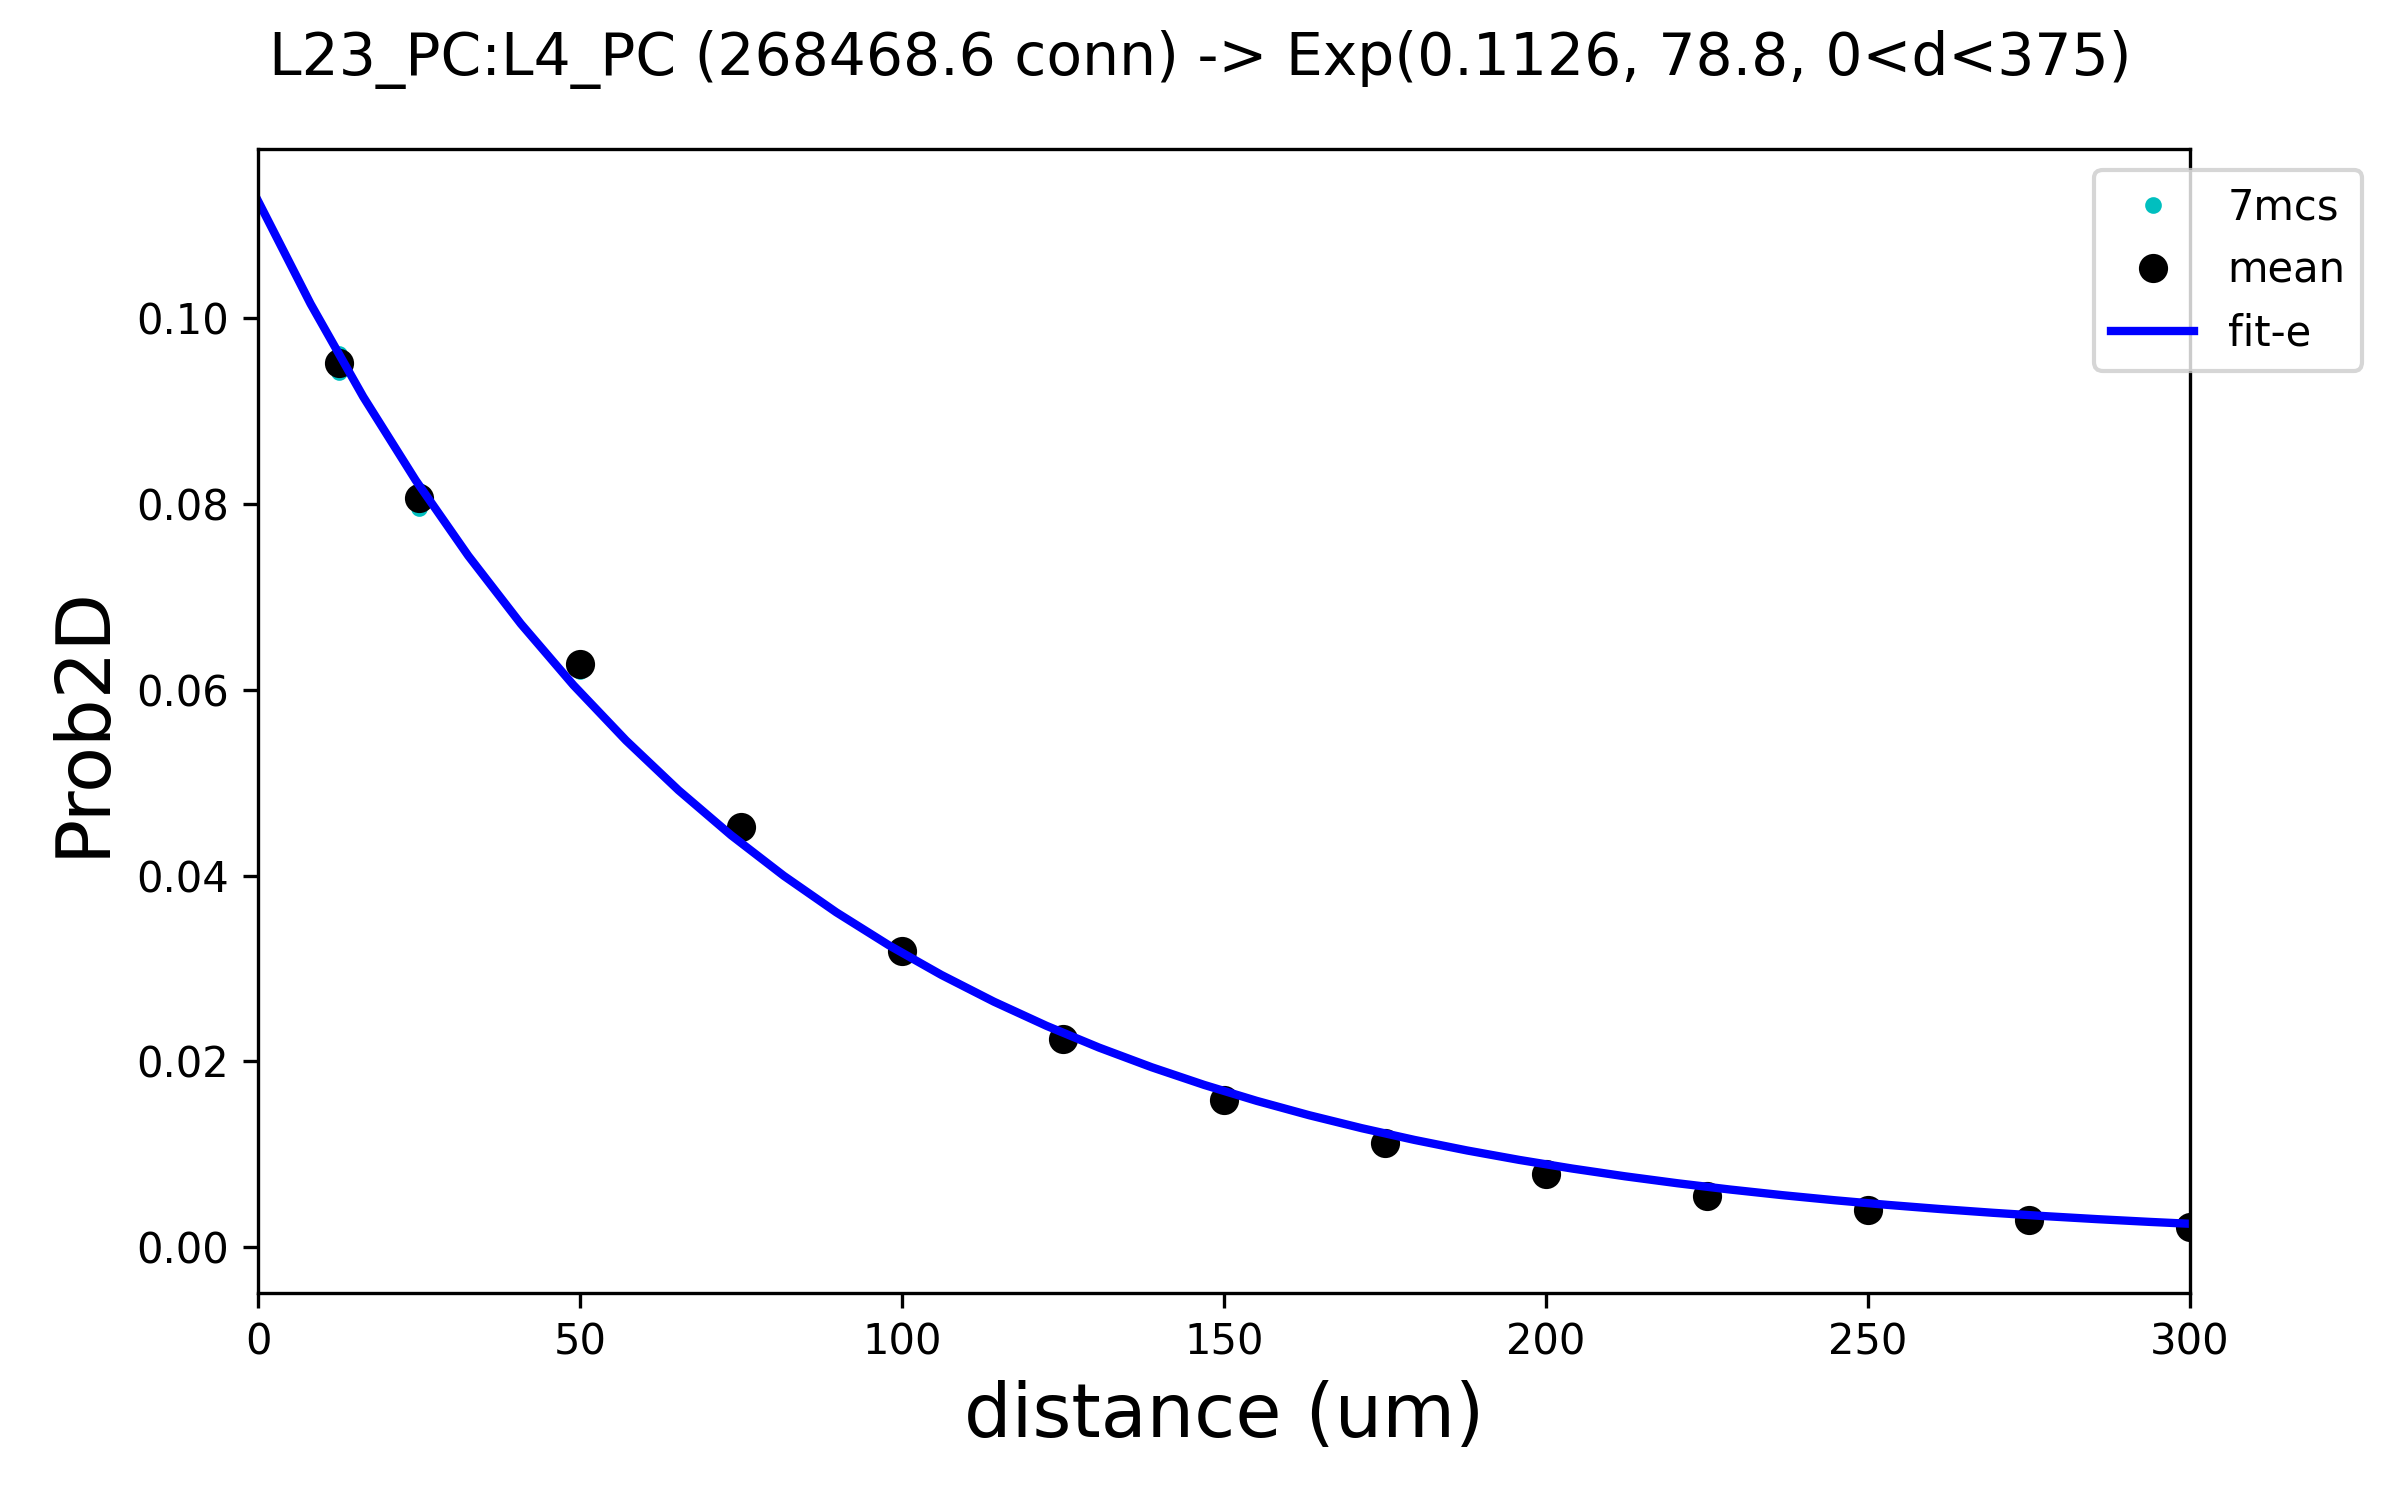 L23_PC:L4_PC (268468.6 conn) -> Exp(0.1126, 78.8, 0<d<375)
7mcs
mean
fit-e
Prob2D
0.10
0.08
0.06
0.04
0.02
0.00
0 50 100 150 200 250 300
distance (um)